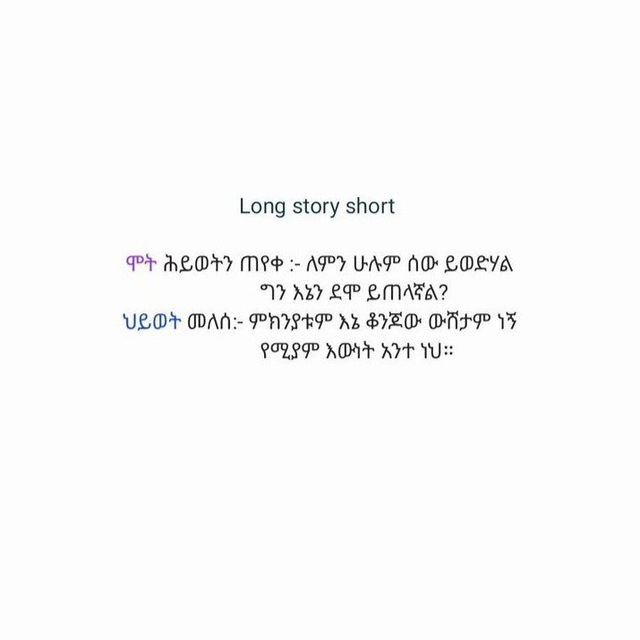 Long story short
ሞት ሕይወትን ጠየቀ :- ለምን ሁሉም ሰው ይወድሃል
ግን እኔን ደሞ ይጠላኛል?
ህይወት መለሰ:- ምክንያቱም እኔ ቆንጆው ውሸታም ነኝ
የሚያም እውነት አንተ ነህ።